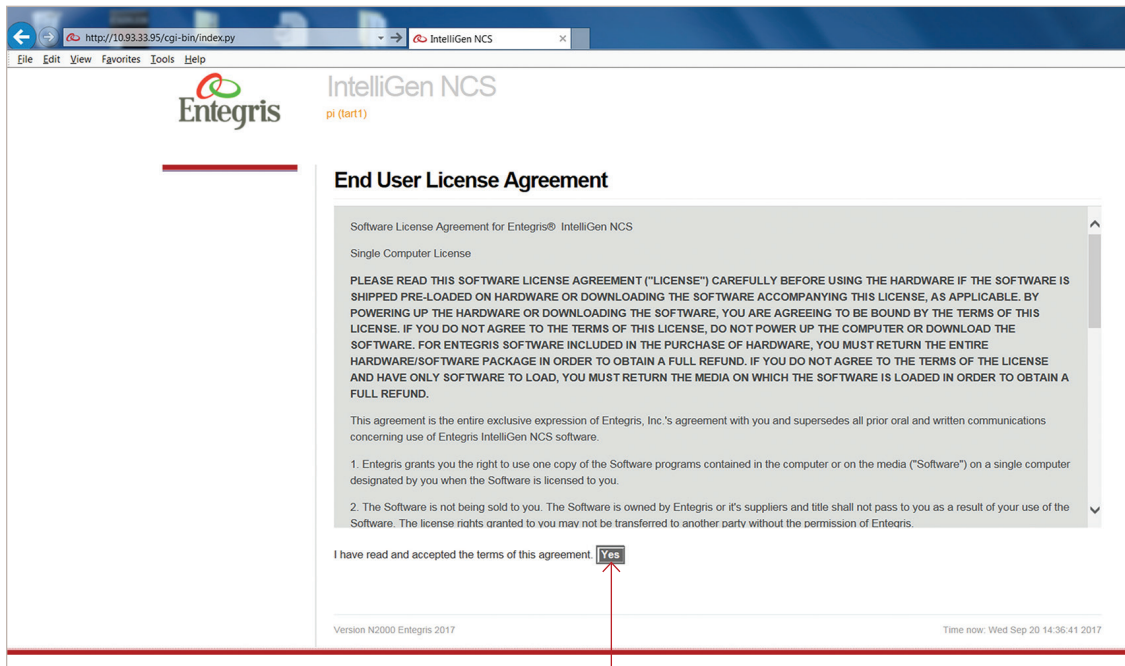 http://10.93.33.95/cgi-bin/index.py
IntelliGen NCS
File Edit View Favorites Tools Help
Entegris
IntelliGen NCS
pi (tart1)
End User License Agreement
Software License Agreement for Entegris® IntelliGen NCS
Single Computer License
PLEASE READ THIS SOFTWARE LICENSE AGREEMENT ("LICENSE") CAREFULLY BEFORE USING THE HARDWARE IF THE SOFTWARE IS
SHIPPED PRE-LOADED ON HARDWARE OR DOWNLOADING THE SOFTWARE ACCOMPANYING THIS LICENSE, AS APPLICABLE. BY
POWERING UP THE HARDWARE OR DOWNLOADING THE SOFTWARE, YOU ARE AGREEING TO BE BOUND BY THE TERMS OF THIS
LICENSE. IF YOU DO NOT AGREE TO THE TERMS OF THIS LICENSE, DO NOT POWER UP THE COMPUTER OR DOWNLOAD THE
SOFTWARE. FOR ENTEGRIS SOFTWARE INCLUDED IN THE PURCHASE OF HARDWARE, YOU MUST RETURN THE ENTIRE
HARDWARE/SOFTWARE PACKAGE IN ORDER TO OBTAIN A FULL REFUND. IF YOU DO NOT AGREE TO THE TERMS OF THE LICENSE
AND HAVE ONLY SOFTWARE TO LOAD, YOU MUST RETURN THE MEDIA ON WHICH THE SOFTWARE IS LOADED IN ORDER TO OBTAIN A
FULL REFUND.
This agreement is the entire exclusive expression of Entegris, Inc.'s agreement with you and supersedes all prior oral and written communications
concerning use of Entegris IntelliGen NCS software.
1. Entegris grants you the right to use one copy of the Software programs contained in the computer or on the media ("Software") on a single computer
designated by you when the Software is licensed to you.
2. The Software is not being sold to you. The Software is owned by Entegris or it's suppliers and title shall not pass to you as a result of your use of the
Software. The license rights granted to you may not be transferred to another party without the permission of Entegris.
I have read and accepted the terms of this agreement. Yes
Version N2000 Entegris 2017
Time now: Wed Sep 20 14:36:41 2017